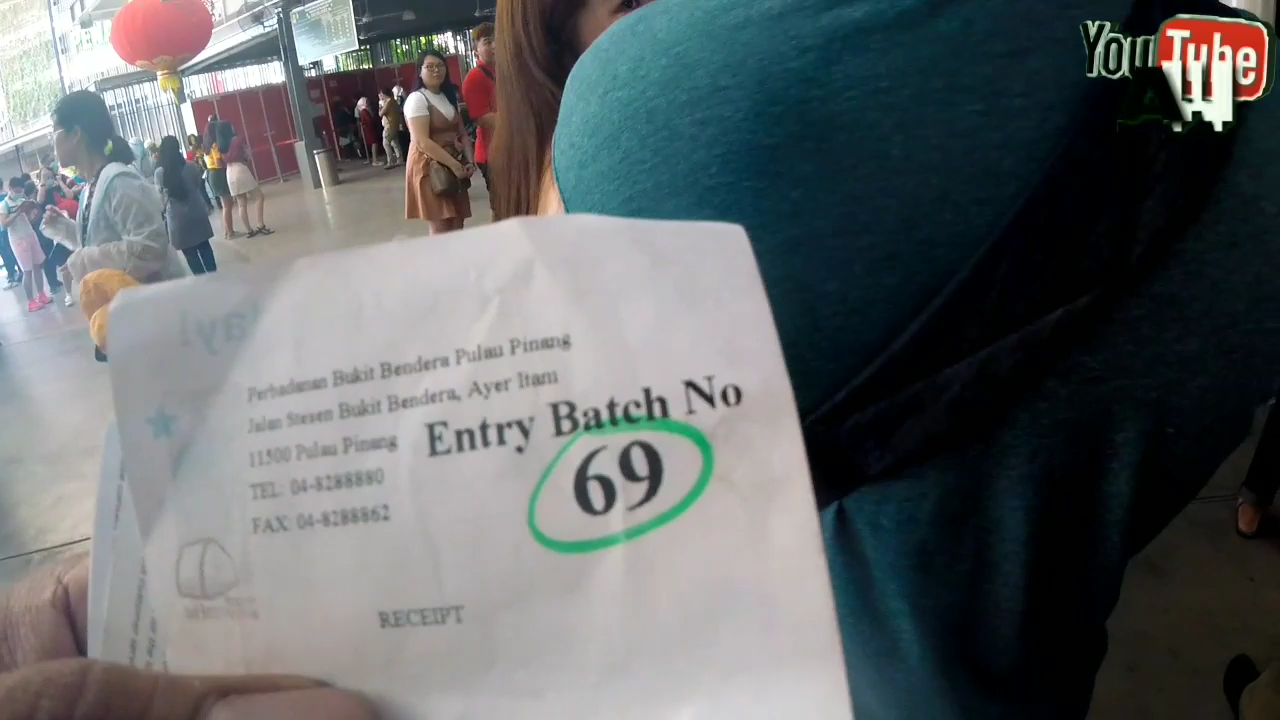 YouTube
Perbadanan Bukit Bendera Pulau Pinang
Jalan Stesen Bukit Bendera, Ayer Itam
11500 Pulau Pinang
TEL: 04-8288880
FAX: 04-8288862
Entry Batch No
69
RECEIPT